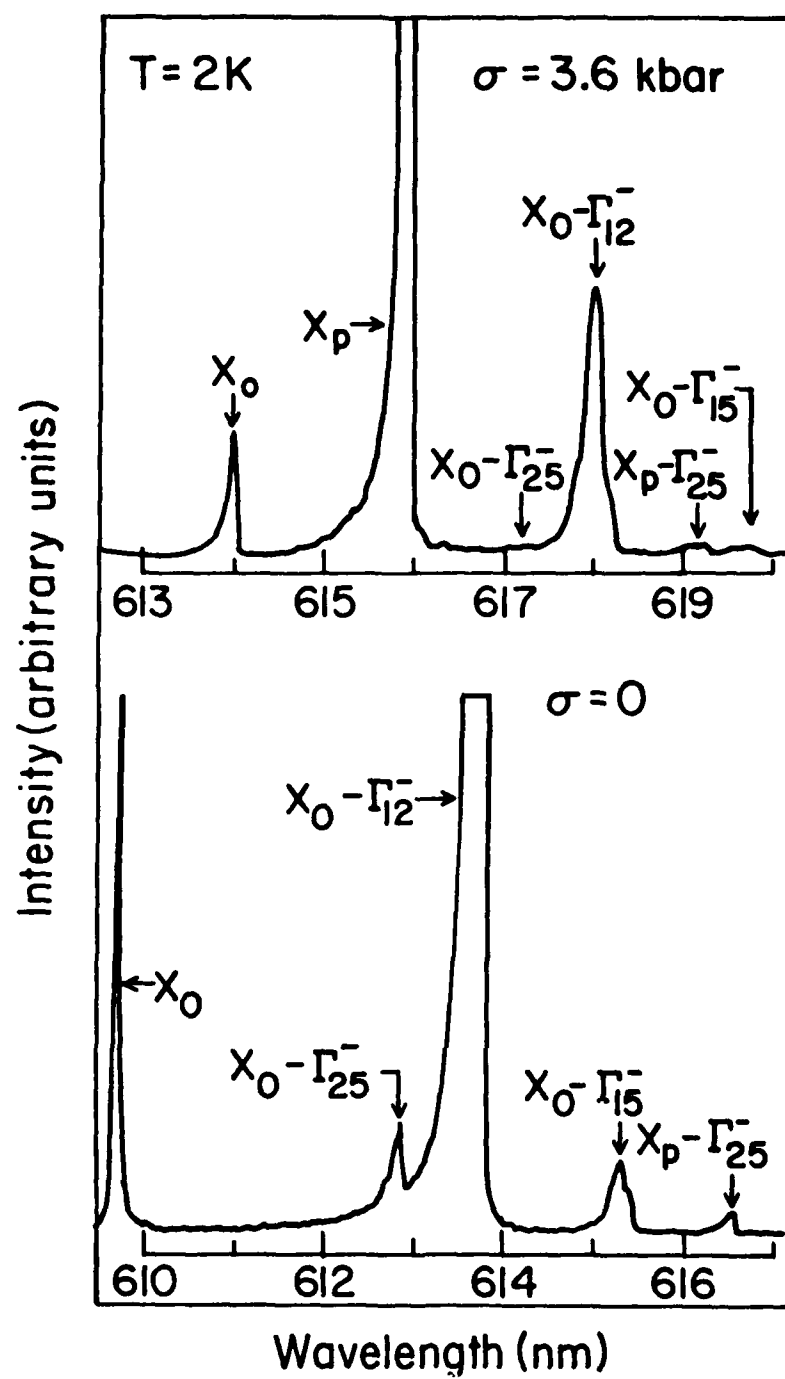 T = 2K
σ = 3.6 kbar
X₀-Γ₁₂⁻
Xₚ
X₀
X₀-Γ₁₅⁻
X₀-Γ₂₅⁻
Xₚ-Γ₂₅⁻
613 615 617 619
σ = 0
X₀-Γ₁₂⁻
X₀
X₀-Γ₂₅⁻
X₀-Γ₁₅⁻
Xₚ-Γ₂₅⁻
610 612 614 616
Wavelength (nm)
Intensity (arbitrary units)